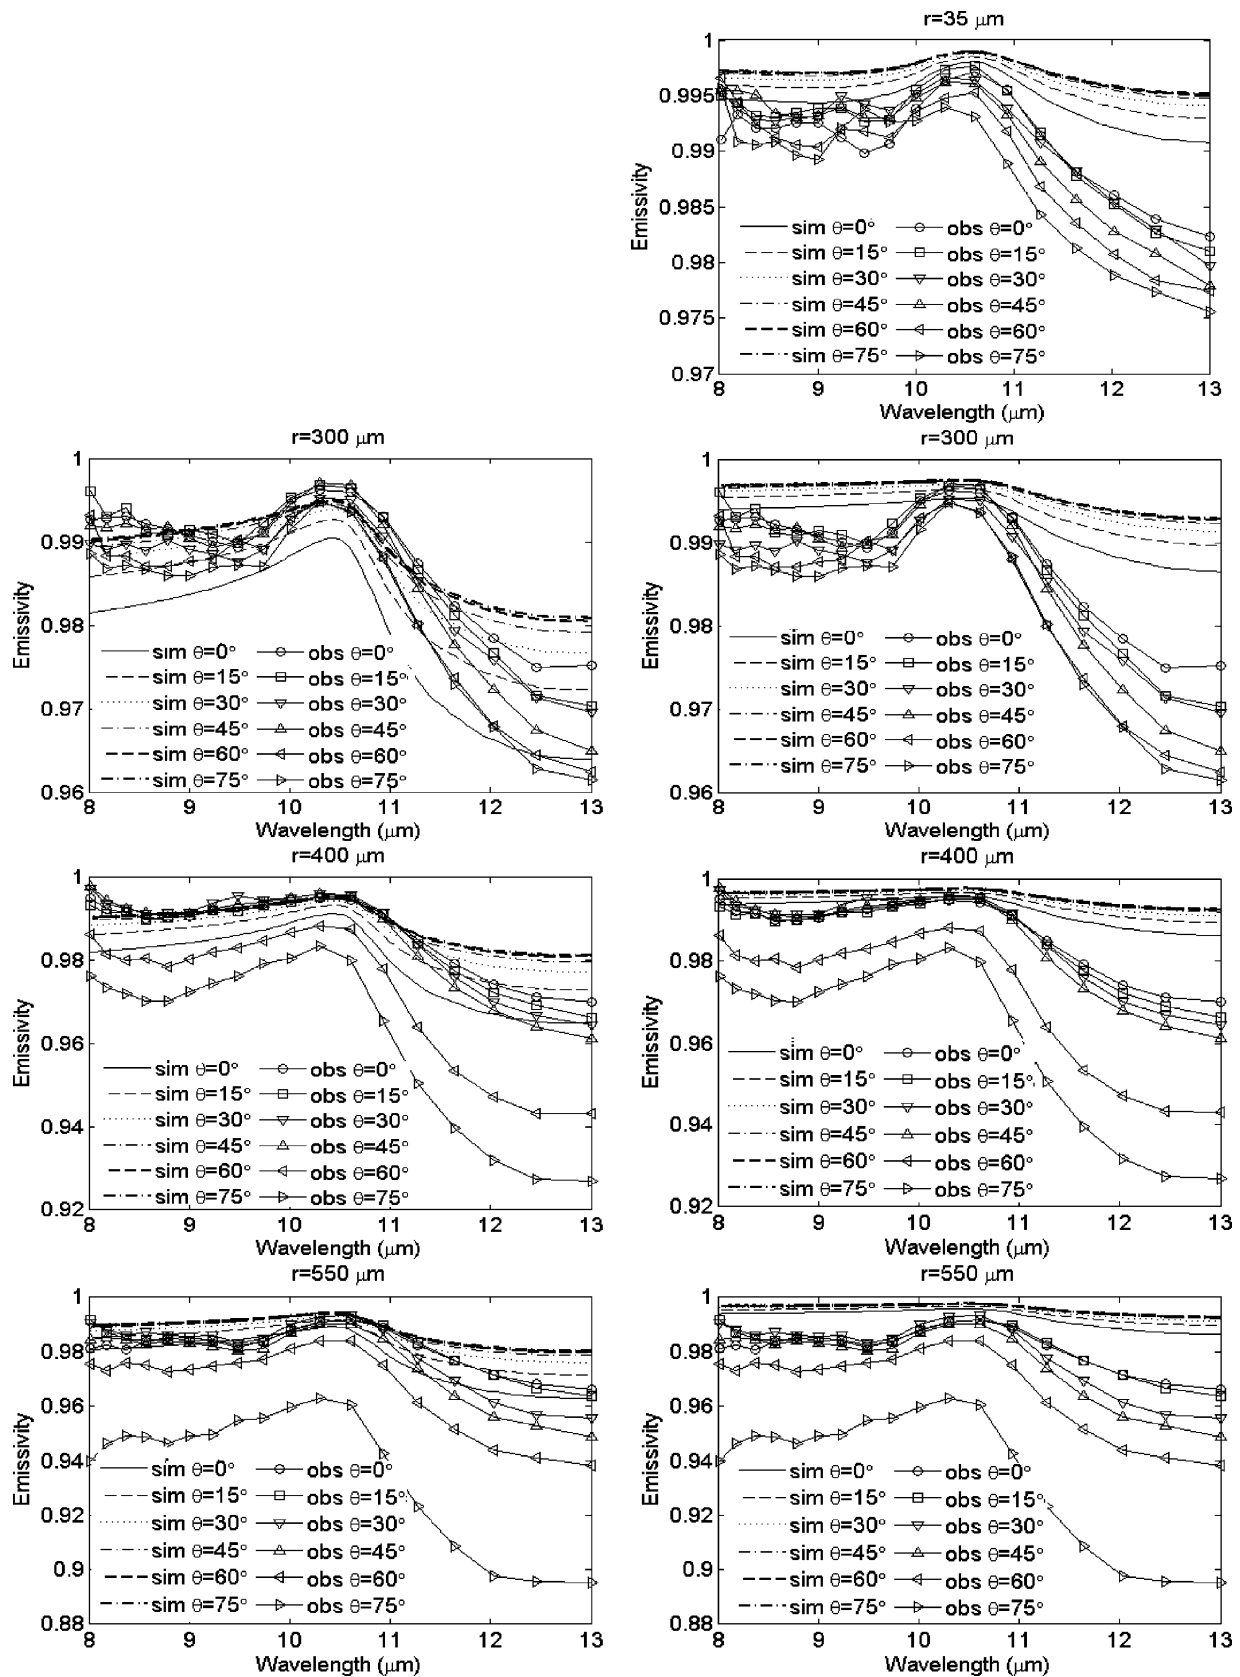 r=35 μm
1
0.995
0.99
0.985
0.98
0.975
0.97
Emissivity
sim θ=0° obs θ=0°
sim θ=15° obs θ=15°
sim θ=30° obs θ=30°
sim θ=45° obs θ=45°
sim θ=60° obs θ=60°
sim θ=75° obs θ=75°
8 9 10 11 12 13
Wavelength (μm)
r=300 μm
1
0.99
0.98
0.97
0.96
Emissivity
sim θ=0° obs θ=0°
sim θ=15° obs θ=15°
sim θ=30° obs θ=30°
sim θ=45° obs θ=45°
sim θ=60° obs θ=60°
sim θ=75° obs θ=75°
8 9 10 11 12 13
Wavelength (μm)
r=300 μm
1
0.99
0.98
0.97
0.96
Emissivity
sim θ=0° obs θ=0°
sim θ=15° obs θ=15°
sim θ=30° obs θ=30°
sim θ=45° obs θ=45°
sim θ=60° obs θ=60°
sim θ=75° obs θ=75°
8 9 10 11 12 13
Wavelength (μm)
r=400 μm
1
0.98
0.96
0.94
0.92
Emissivity
sim θ=0° obs θ=0°
sim θ=15° obs θ=15°
sim θ=30° obs θ=30°
sim θ=45° obs θ=45°
sim θ=60° obs θ=60°
sim θ=75° obs θ=75°
8 9 10 11 12 13
Wavelength (μm)
r=400 μm
1
0.98
0.96
0.94
0.92
Emissivity
sim θ=0° obs θ=0°
sim θ=15° obs θ=15°
sim θ=30° obs θ=30°
sim θ=45° obs θ=45°
sim θ=60° obs θ=60°
sim θ=75° obs θ=75°
8 9 10 11 12 13
Wavelength (μm)
r=550 μm
1
0.98
0.96
0.94
0.92
0.9
0.88
Emissivity
sim θ=0° obs θ=0°
sim θ=15° obs θ=15°
sim θ=30° obs θ=30°
sim θ=45° obs θ=45°
sim θ=60° obs θ=60°
sim θ=75° obs θ=75°
8 9 10 11 12 13
Wavelength (μm)
r=550 μm
1
0.98
0.96
0.94
0.92
0.9
0.88
Emissivity
sim θ=0° obs θ=0°
sim θ=15° obs θ=15°
sim θ=30° obs θ=30°
sim θ=45° obs θ=45°
sim θ=60° obs θ=60°
sim θ=75° obs θ=75°
8 9 10 11 12 13
Wavelength (μm)